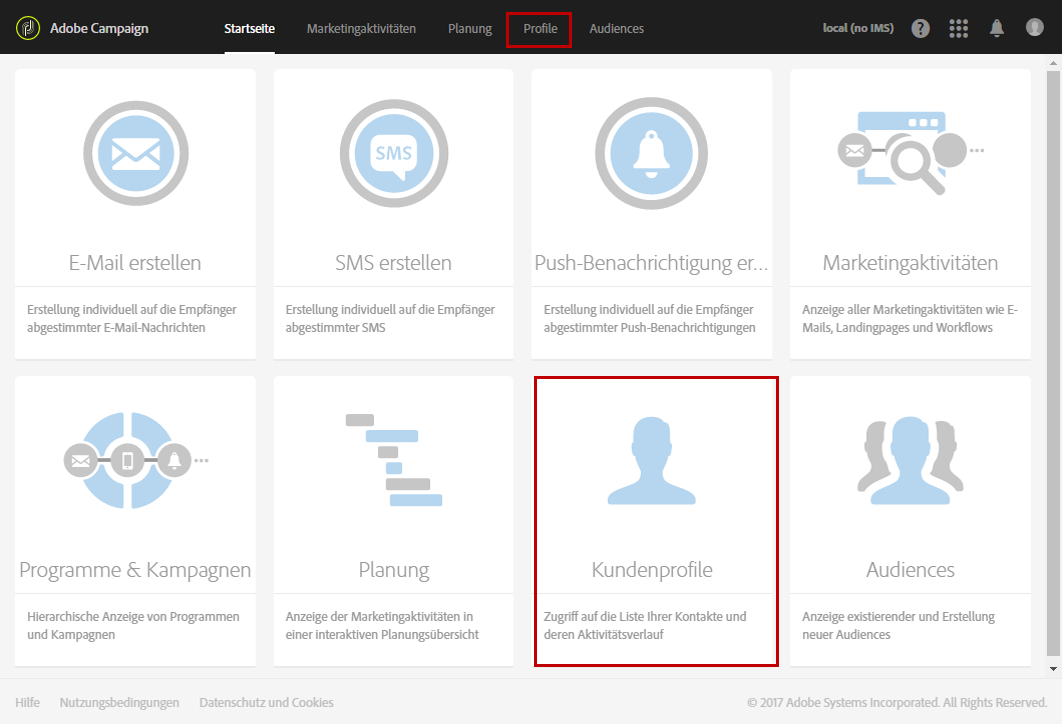 Adobe Campaign Startseite Marketingaktivitäten Planung Profile Audiences local (no IMS) ?
SMS
E-Mail erstellen
Erstellung individuell auf die Empfänger
abgestimmter E-Mail-Nachrichten
SMS erstellen
Erstellung individuell auf die Empfänger
abgestimmter SMS
Push-Benachrichtigung er...
Erstellung individuell auf die Empfänger
abgestimmter Push-Benachrichtigungen
Marketingaktivitäten
Anzeige aller Marketingaktivitäten wie E-
Mails, Landingpages und Workflows
Programme & Kampagnen
Hierarchische Anzeige von Programmen
und Kampagnen
Planung
Anzeige der Marketingaktivitäten in
einer interaktiven Planungsübersicht
Kundenprofile
Zugriff auf die Liste Ihrer Kontakte und
deren Aktivitätsverlauf
Audiences
Anzeige existierender und Erstellung
neuer Audiences
Hilfe Nutzungsbedingungen Datenschutz und Cookies © 2017 Adobe Systems Incorporated. All Rights Reserved.